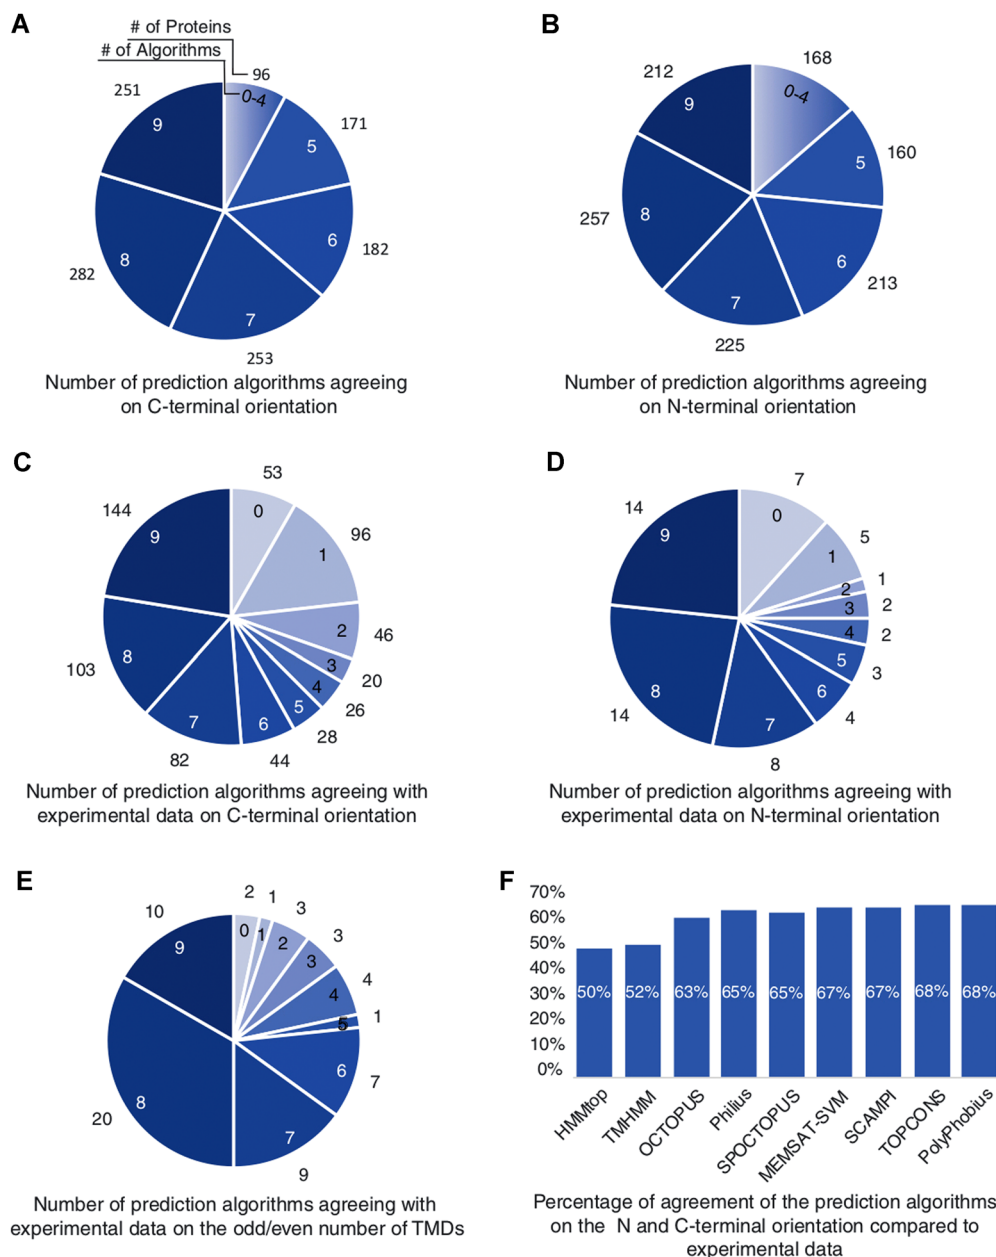 A
# of Proteins
# of Algorithms
96
0-4
251
9
171
5
6
182
8
282
7
253
Number of prediction algorithms agreeing
on C-terminal orientation
B
168
212
0-4
9
5
160
8
257
6
213
7
225
Number of prediction algorithms agreeing
on N-terminal orientation
C
53
144
0
9
96
1
2
46
3
20
4
26
5
28
8
103
7
6
82
44
Number of prediction algorithms agreeing with
experimental data on C-terminal orientation
D
7
14
0
9
5
1
1
2
2
3
2
4
5
3
6
4
8
14
7
8
Number of prediction algorithms agreeing with
experimental data on N-terminal orientation
E
2
1
3
10
0
1
2
3
9
3
4
4
1
5
6
7
8
20
7
9
Number of prediction algorithms agreeing with
experimental data on the odd/even number of TMDs
F
70%
60%
50%
40%
30%
20%
10%
0%
50% 52% 63% 65% 65% 67% 67% 68% 68%
HMMtop
TMHMM
OCTOPUS
Philius
SPOCTOPUS
MEMSAT-SVM
SCAMPI
TOPCONS
PolyPhobius
Percentage of agreement of the prediction algorithms
on the N and C-terminal orientation compared to
experimental data